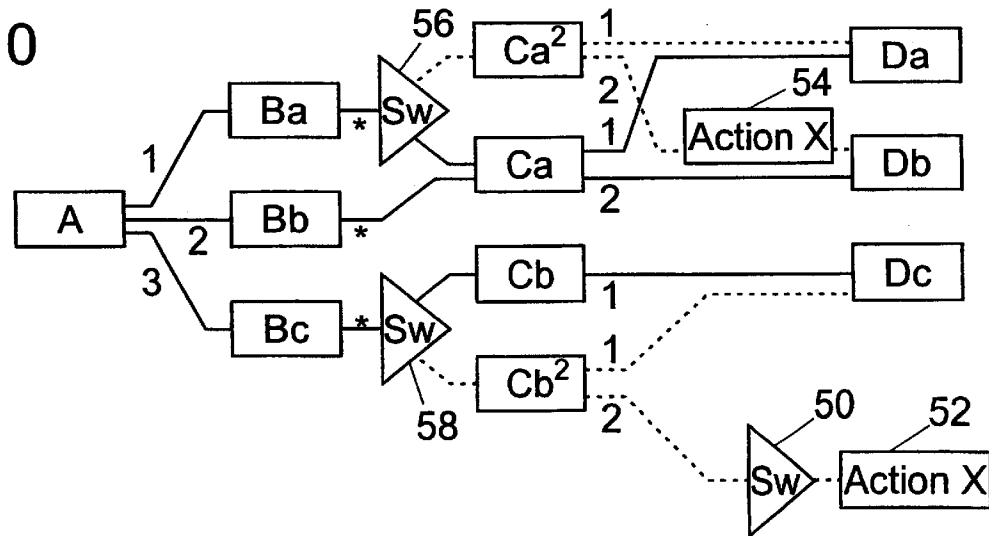 0
56
Ca²
1
Da
2
54
Ba
*
Sw
1
Action X
1
Ca
Db
A
2
Bb
*
2
3
Cb
1
Dc
Bc
*
Sw
1
Cb²
2
58
50
52
Sw
Action X